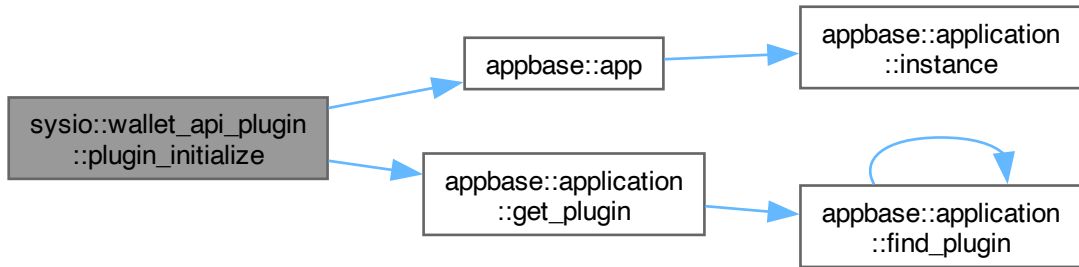 sysio::wallet_api_plugin
::plugin_initialize
appbase::app
appbase::application
::instance
appbase::application
::get_plugin
appbase::application
::find_plugin